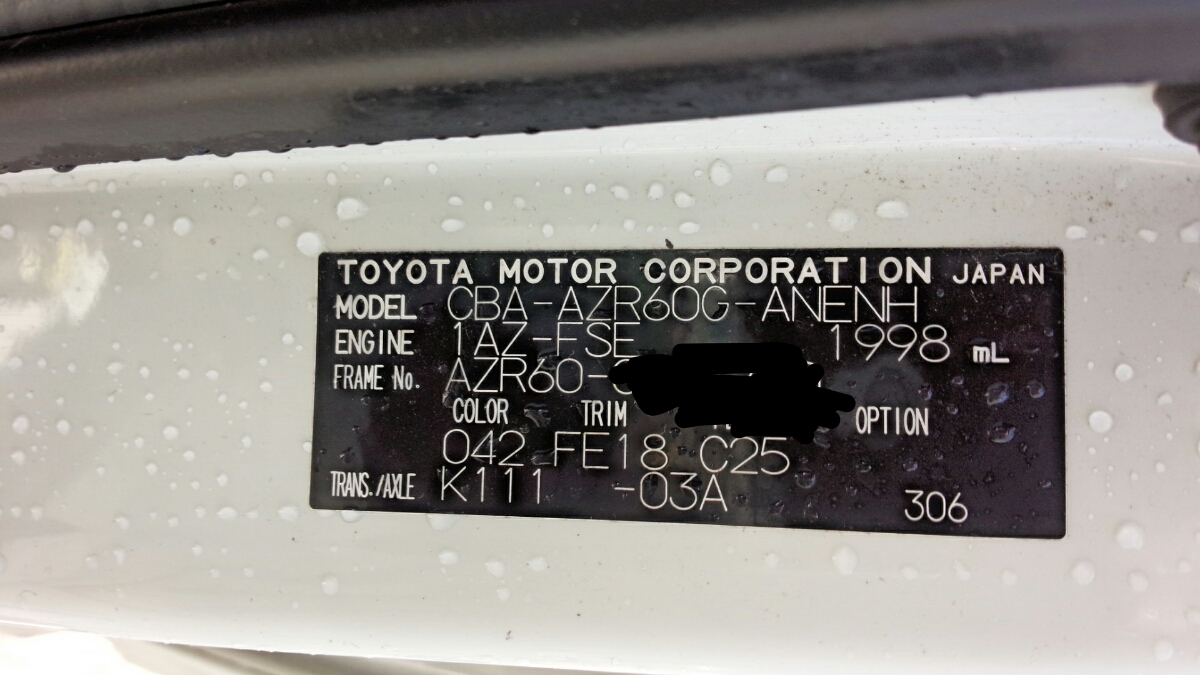 TOYOTA MOTOR CORPORATION JAPAN
MODEL CBA-AZR60G-ANENH
ENGINE 1AZ-FSE 1998 mL
FRAME No. AZR60-
COLOR TRIM OPTION
042 FE18 C25
TRANS./AXLE K111 -03A 306